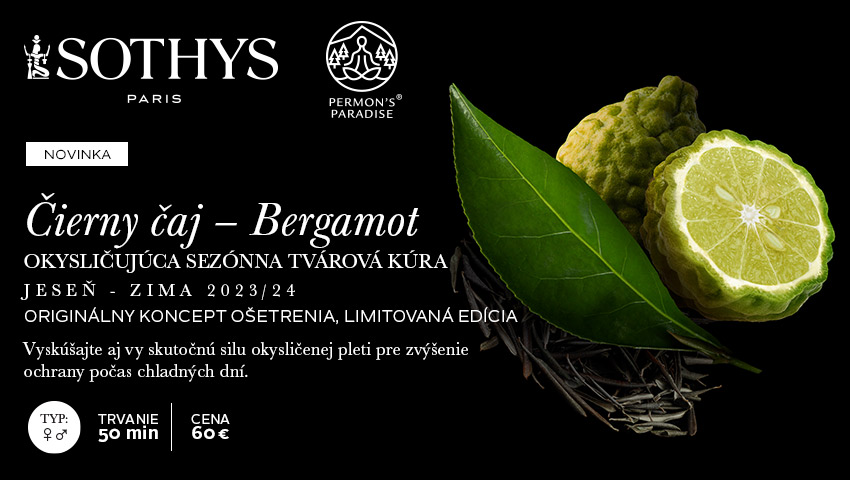 SOTHYS
PARIS
PERMON'S®
PARADISE
NOVINKA
Čierny čaj – Bergamot
OKYSLIČUJÚCA SEZÓNNA TVÁROVÁ KÚRA
JESEŇ - ZIMA 2023/24
ORIGINÁLNY KONCEPT OŠETRENIA, LIMITOVANÁ EDÍCIA
Vyskúšajte aj vy skutočnú silu okysličenej pleti pre zvýšenie
ochrany počas chladných dní.
TYP:
♀♂
TRVANIE
50 min
CENA
60 €